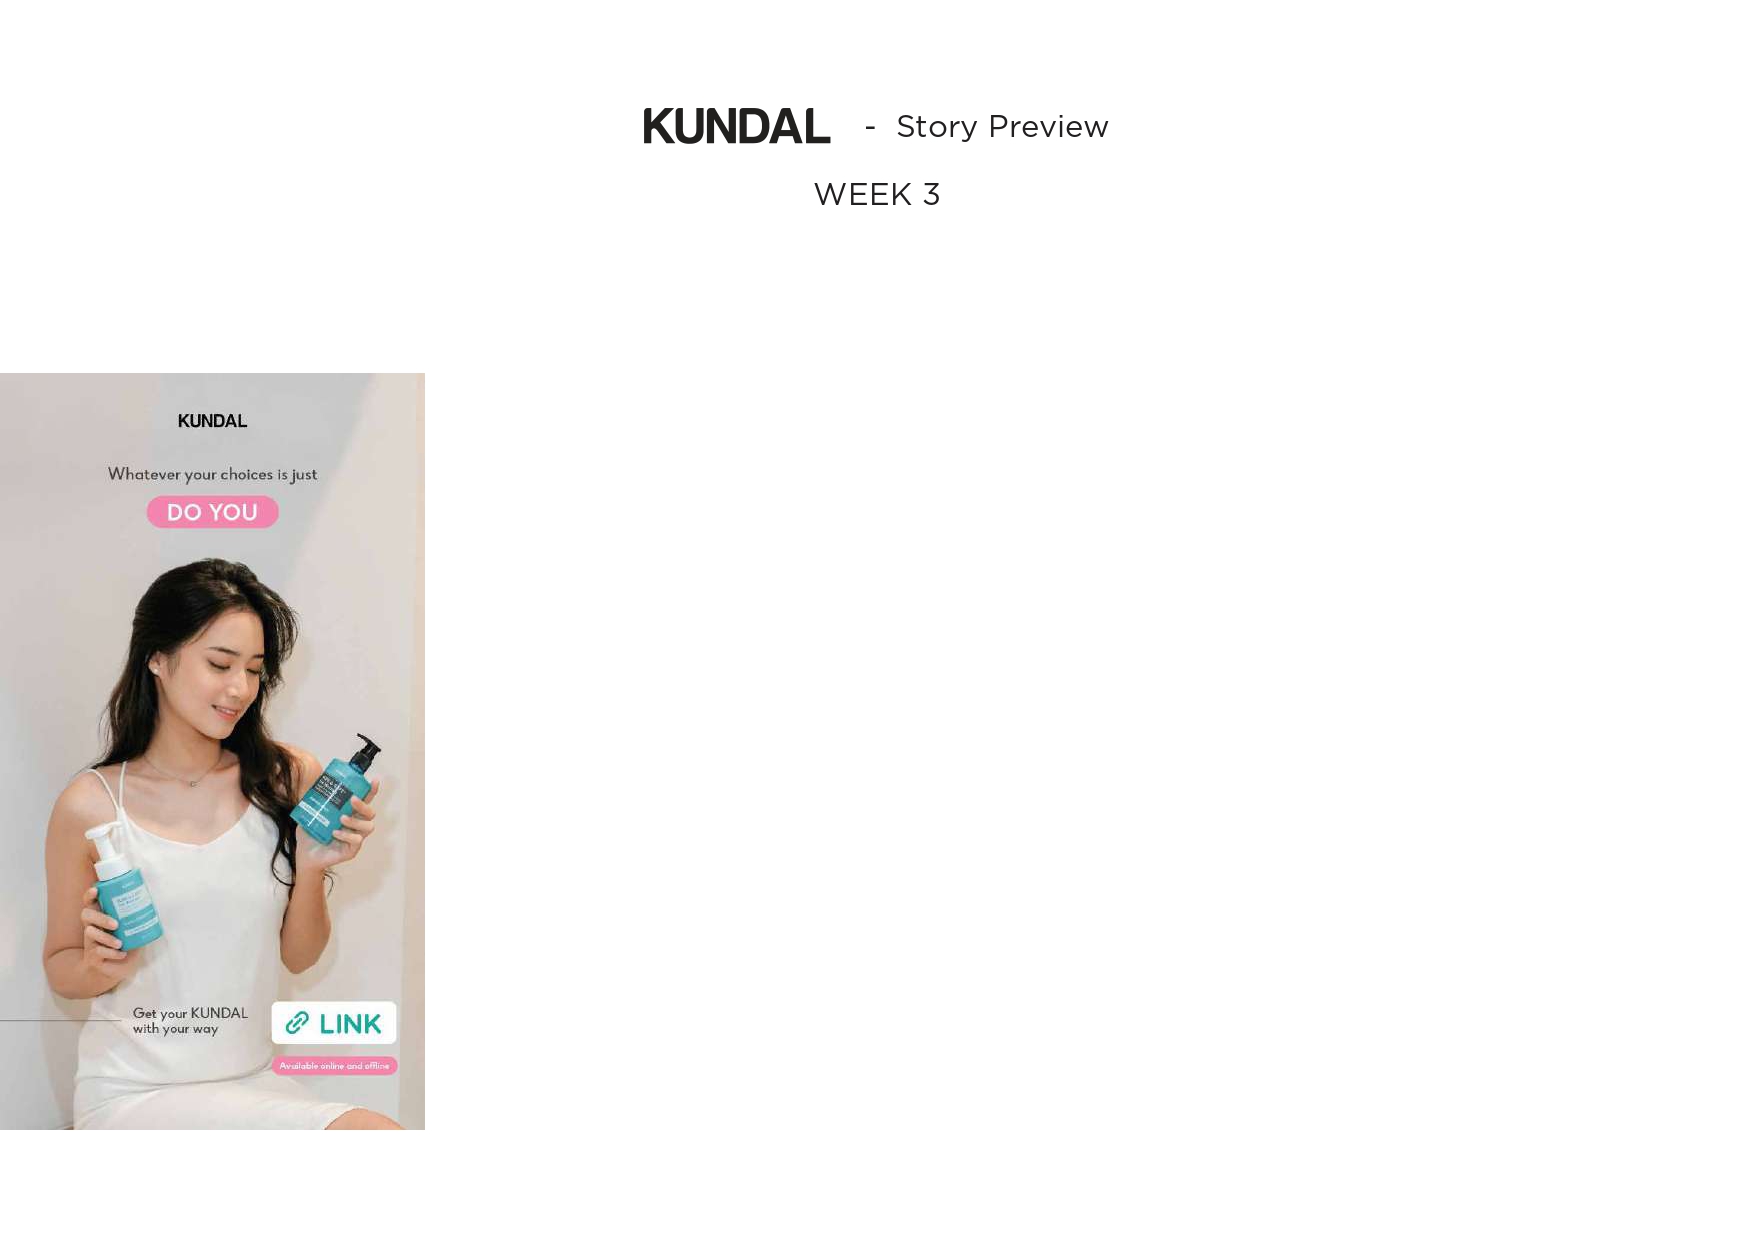 KUNDAL - Story Preview
WEEK 3
KUNDAL
Whatever your choices is just
DO YOU
Get your KUNDAL
with your way
LINK
Available online and offline